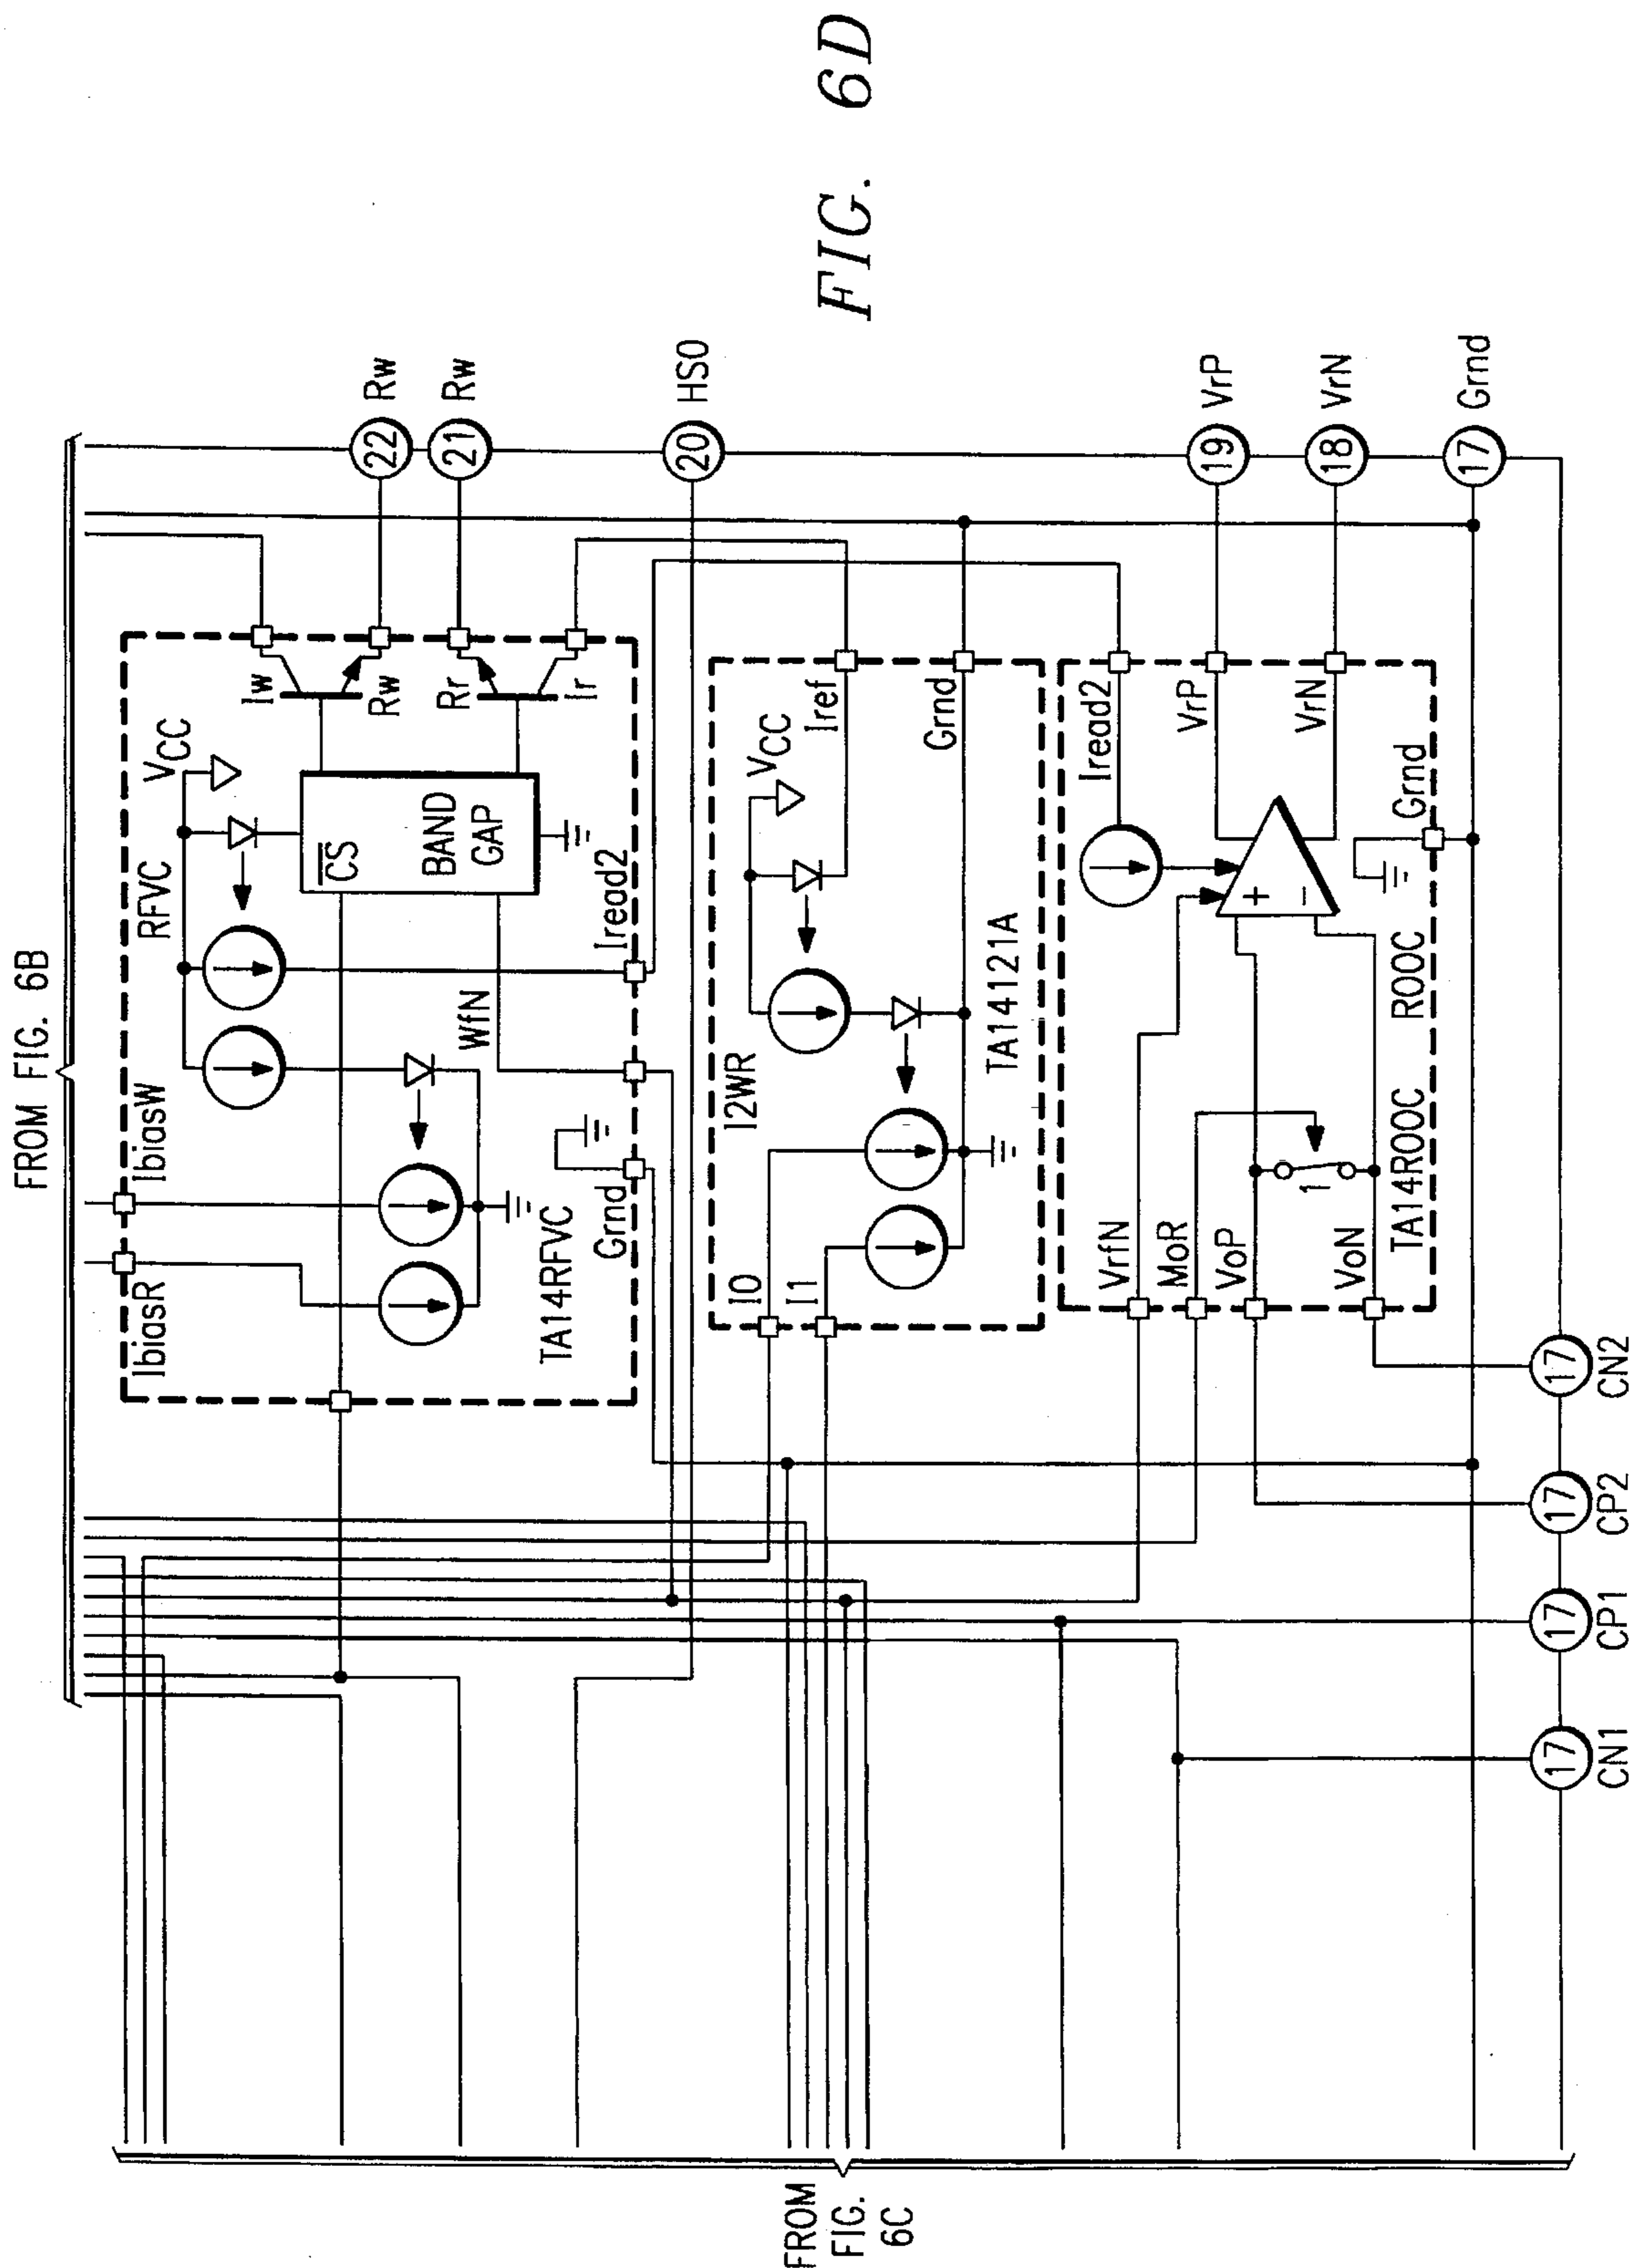 FROM FIG. 6B
IbiasR
IbiasW
RFVC
VCC
CS
BAND
GAP
Iw
Rw
Rr
Ir
WfN
Iread2
TA14RFVC
Grnd
22
Rw
21
Rw
20
HS0
I0
I1
I2WR
VCC
Iref
Grnd
TA14121A
VrfN
MoR
VoP
VoN
1
Iread2
VrP
VrN
+
−
Grnd
TA14R00C
R00C
19
VrP
18
VrN
17
Grnd
17
CN1
17
CP1
17
CP2
17
CN2
FROM
FIG.
6C
FIG. 6D